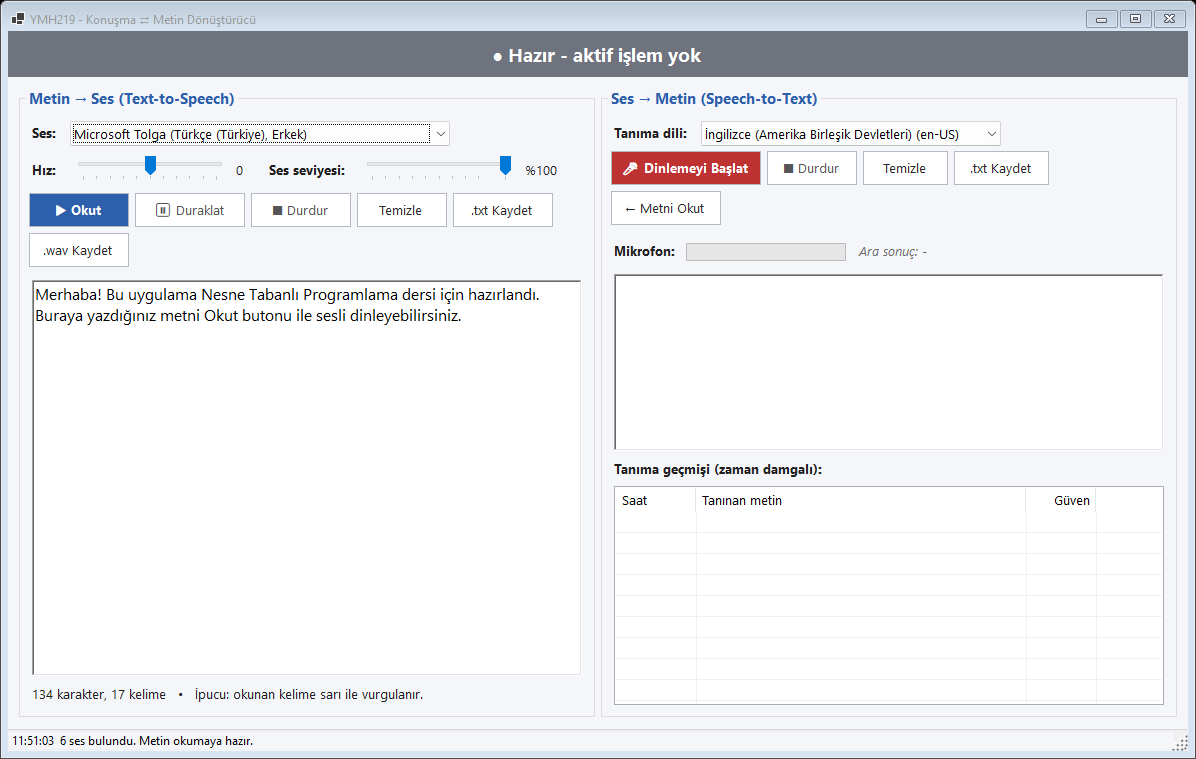 YMH219 - Konuşma ⇄ Metin Dönüştürücü
● Hazır - aktif işlem yok
Metin → Ses (Text-to-Speech)
Ses: Microsoft Tolga (Türkçe (Türkiye), Erkek)
Hız: 0 Ses seviyesi: %100
▶ Okut ⏸ Duraklat ■ Durdur Temizle .txt Kaydet
.wav Kaydet
Merhaba! Bu uygulama Nesne Tabanlı Programlama dersi için hazırlandı.
Buraya yazdığınız metni Okut butonu ile sesli dinleyebilirsiniz.
134 karakter, 17 kelime • İpucu: okunan kelime sarı ile vurgulanır.
Ses → Metin (Speech-to-Text)
Tanıma dili: İngilizce (Amerika Birleşik Devletleri) (en-US)
🎤 Dinlemeyi Başlat ■ Durdur Temizle .txt Kaydet
← Metni Okut
Mikrofon: Ara sonuç: -
Tanıma geçmişi (zaman damgalı):
Saat Tanınan metin Güven
11:51:03 6 ses bulundu. Metin okumaya hazır.